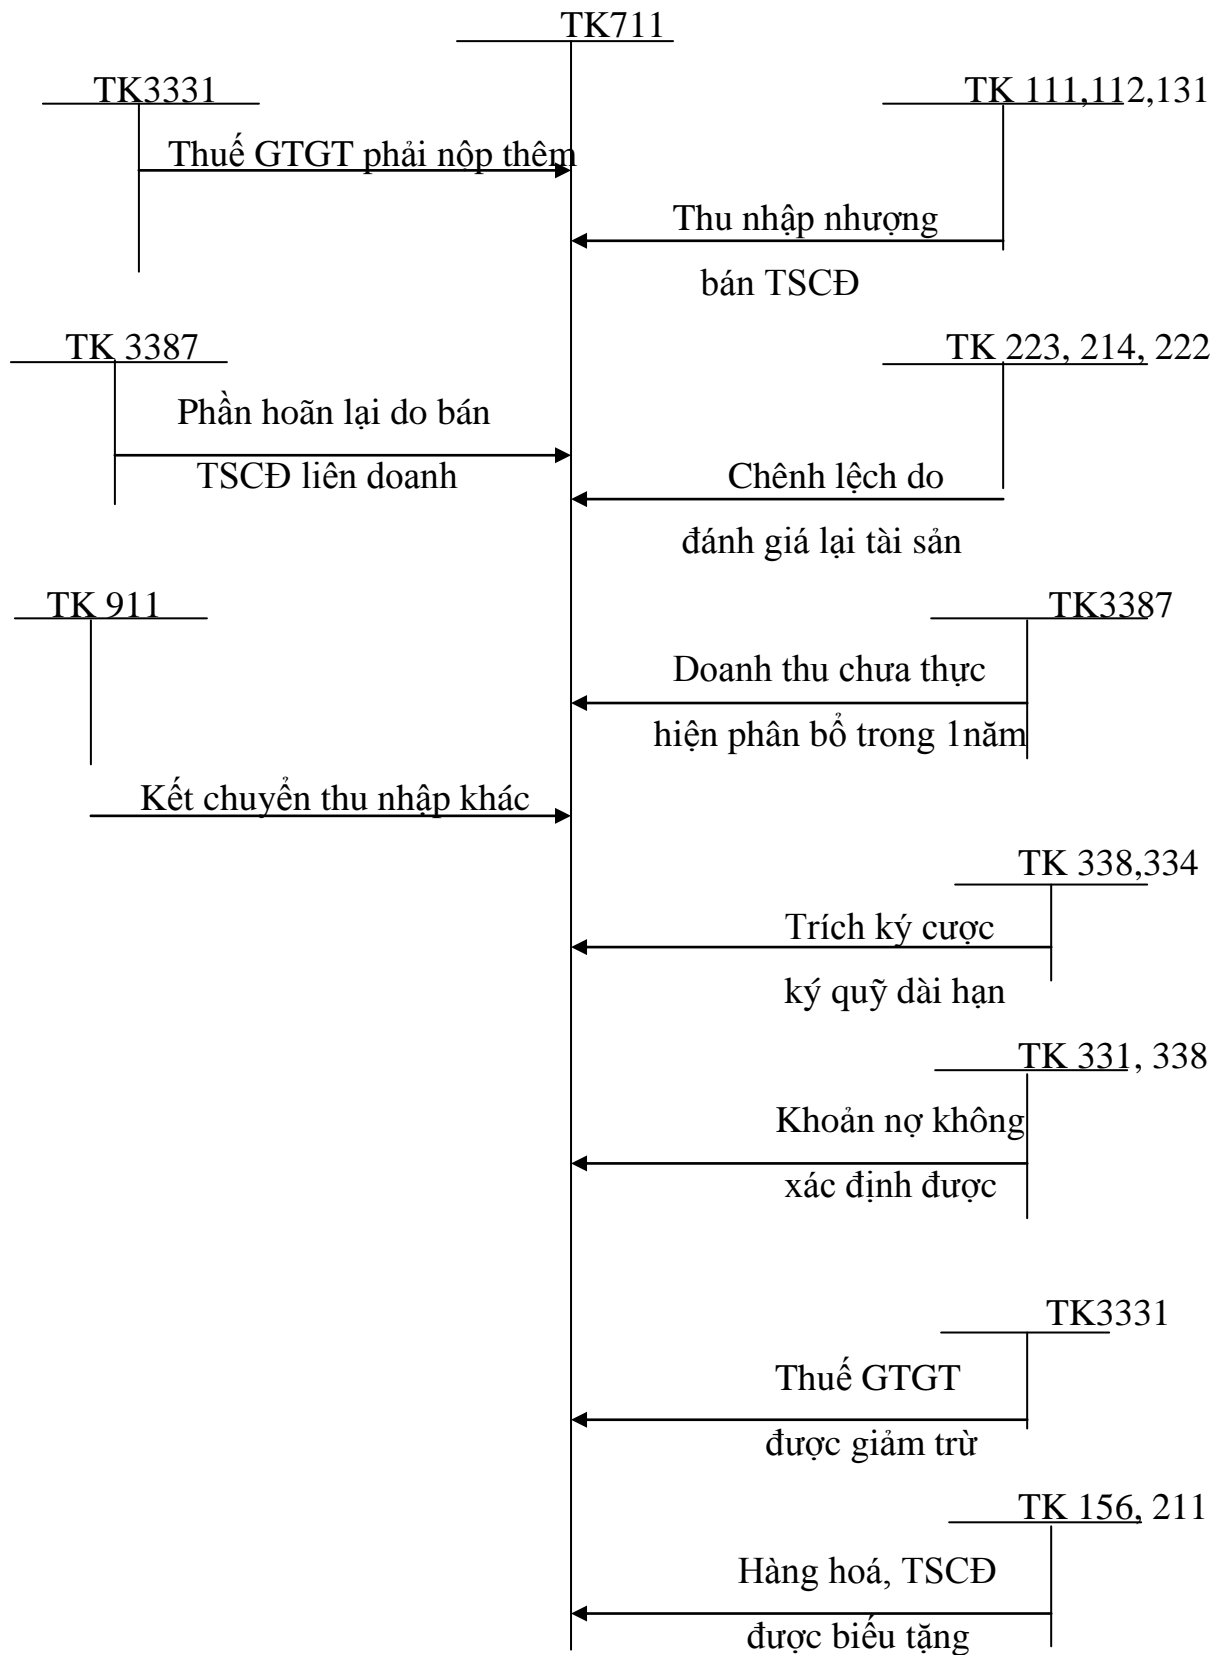 TK711
TK3331
TK 111,112,131
Thuế GTGT phải nộp thêm
Thu nhập nhượng
bán TSCĐ
TK 3387
TK 223, 214, 222
Phần hoãn lại do bán
TSCĐ liên doanh
Chênh lệch do
đánh giá lại tài sản
TK 911
TK3387
Doanh thu chưa thực
hiện phân bổ trong 1năm
Kết chuyển thu nhập khác
TK 338,334
Trích ký cược
ký quỹ dài hạn
TK 331, 338
Khoản nợ không
xác định được
TK3331
Thuế GTGT
được giảm trừ
TK 156, 211
Hàng hoá, TSCĐ
được biếu tặng